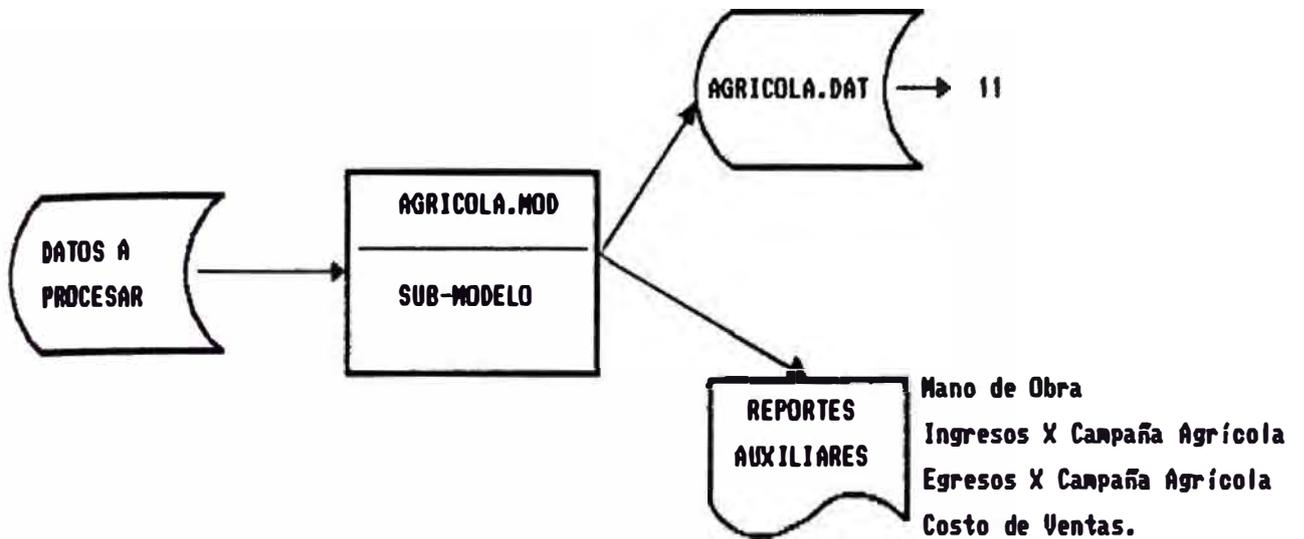 AGRICOLA.DAT
11
AGRICOLA.MOD
SUB-MODELO
DATOS A
PROCESAR
REPORTES
AUXILIARES
Mano de Obra
Ingresos X Campaña Agrícola
Egresos X Campaña Agrícola
Costo de Ventas.